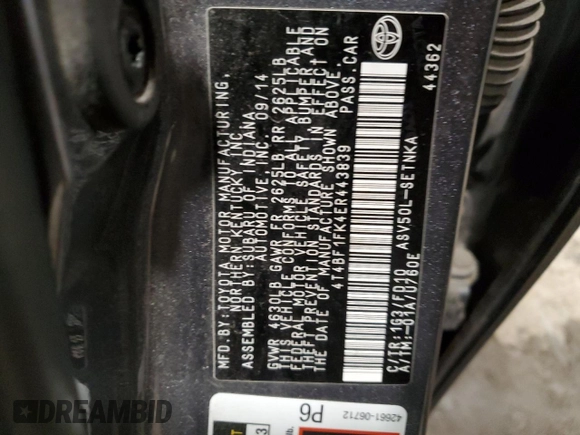 MFD. BY:TOYOTA MOTOR MANUFACTURING,
NORTHERN KENTUCKY INC.
ASSEMBLED BY:SUBARU OF INDIANA
AUTOMOTIVE, INC. 09/14
GVWR 4630LB GAWR FR 2625LB RR 2625LB
THIS VEHICLE CONFORMS TO ALL APPLICABLE
FEDERAL MOTOR VEHICLE SAFETY, BUMPER, AND
THEFT PREVENTION STANDARDS IN EFFECT ON
THE DATE OF MANUFACTURE SHOWN ABOVE.
4T4BF1FK4ER443839 PASS.CAR
C/TR:1G3/FD10 ASV50L-SETNKA
A/TM:-01A/U760E 44362
TOYOTA
P6
42661-06712
DREAMBID